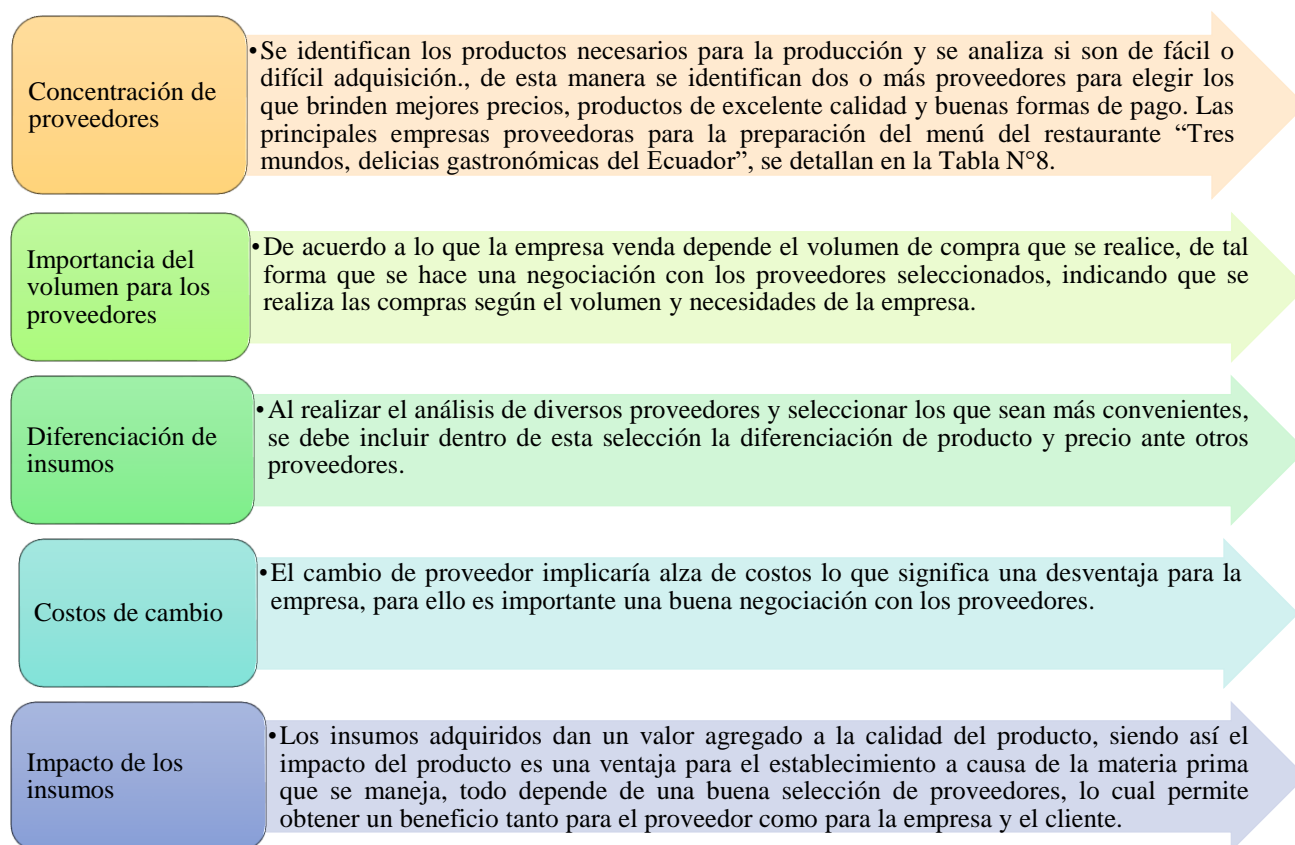 Concentración de
proveedores
•Se identifican los productos necesarios para la producción y se analiza si son de fácil o
difícil adquisición., de esta manera se identifican dos o más proveedores para elegir los
que brinden mejores precios, productos de excelente calidad y buenas formas de pago. Las
principales empresas proveedoras para la preparación del menú del restaurante “Tres
mundos, delicias gastronómicas del Ecuador”, se detallan en la Tabla N°8.
Importancia del
volumen para los
proveedores
•De acuerdo a lo que la empresa venda depende el volumen de compra que se realice, de tal
forma que se hace una negociación con los proveedores seleccionados, indicando que se
realiza las compras según el volumen y necesidades de la empresa.
Diferenciación de
insumos
•Al realizar el análisis de diversos proveedores y seleccionar los que sean más convenientes,
se debe incluir dentro de esta selección la diferenciación de producto y precio ante otros
proveedores.
Costos de cambio
•El cambio de proveedor implicaría alza de costos lo que significa una desventaja para la
empresa, para ello es importante una buena negociación con los proveedores.
Impacto de los
insumos
•Los insumos adquiridos dan un valor agregado a la calidad del producto, siendo así el
impacto del producto es una ventaja para el establecimiento a causa de la materia prima
que se maneja, todo depende de una buena selección de proveedores, lo cual permite
obtener un beneficio tanto para el proveedor como para la empresa y el cliente.